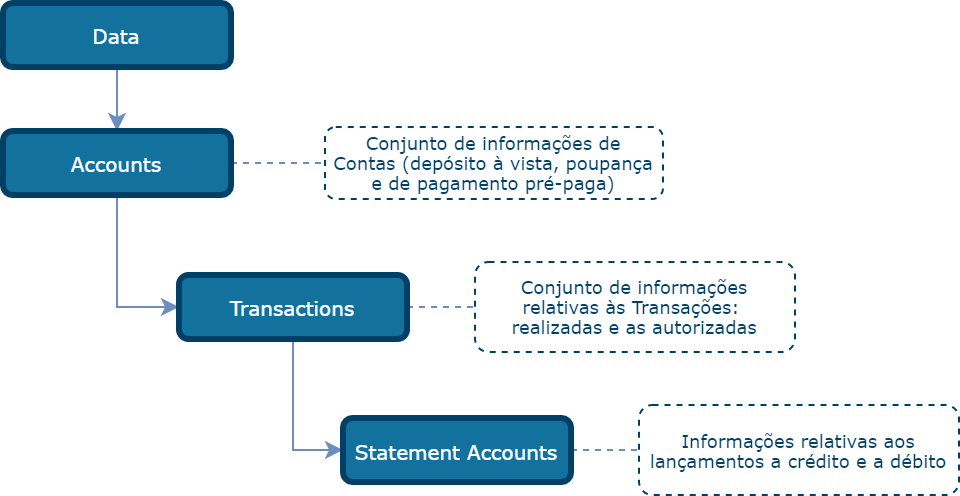 Data
Accounts
Conjunto de informações de
Contas (depósito à vista, poupança
e de pagamento pré-paga)
Transactions
Conjunto de informações
relativas às Transações:
realizadas e as autorizadas
Statement Accounts
Informações relativas aos
lançamentos a crédito e a débito